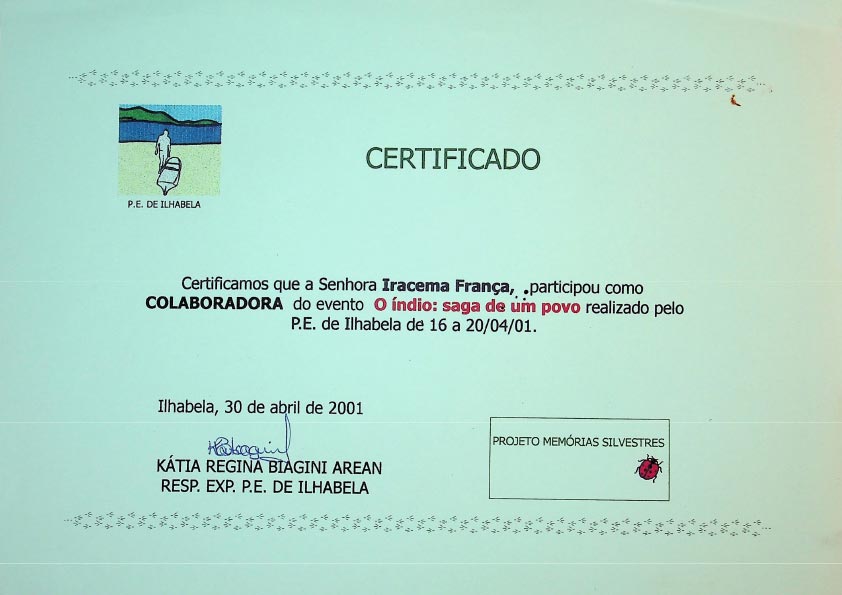 CERTIFICADO
P.E. DE ILHABELA
Certificamos que a Senhora Iracema França, participou como
COLABORADORA do evento O índio: saga de um povo realizado pelo
P.E. de Ilhabela de 16 a 20/04/01.
Ilhabela, 30 de abril de 2001
KÁTIA REGINA BIAGINI AREAN
RESP. EXP. P.E. DE ILHABELA
PROJETO MEMÓRIAS SILVESTRES